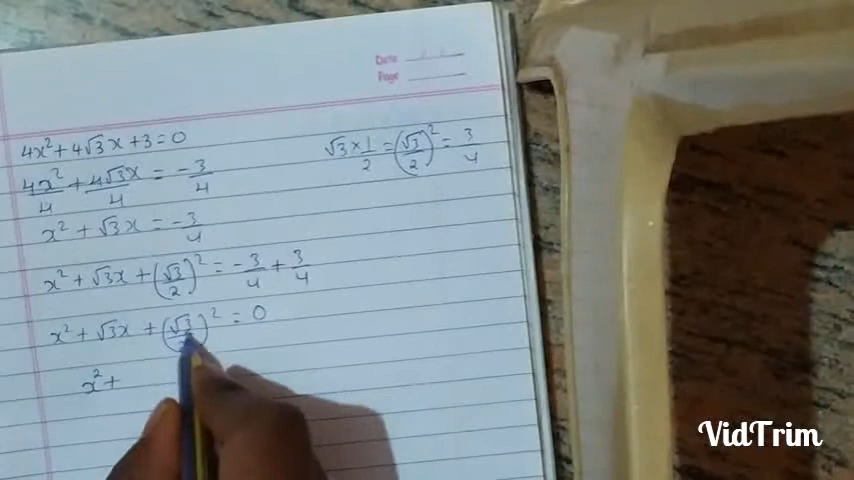 Date
Page
4x² + 4√3x + 3 = 0
√3 × 1/2 = (√3/2)² = 3/4
4x²/4 + 4√3x/4 = -3/4
x² + √3x = -3/4
x² + √3x + (√3/2)² = -3/4 + 3/4
x² + √3x + (√3/2)² = 0
x² +
VidTrim